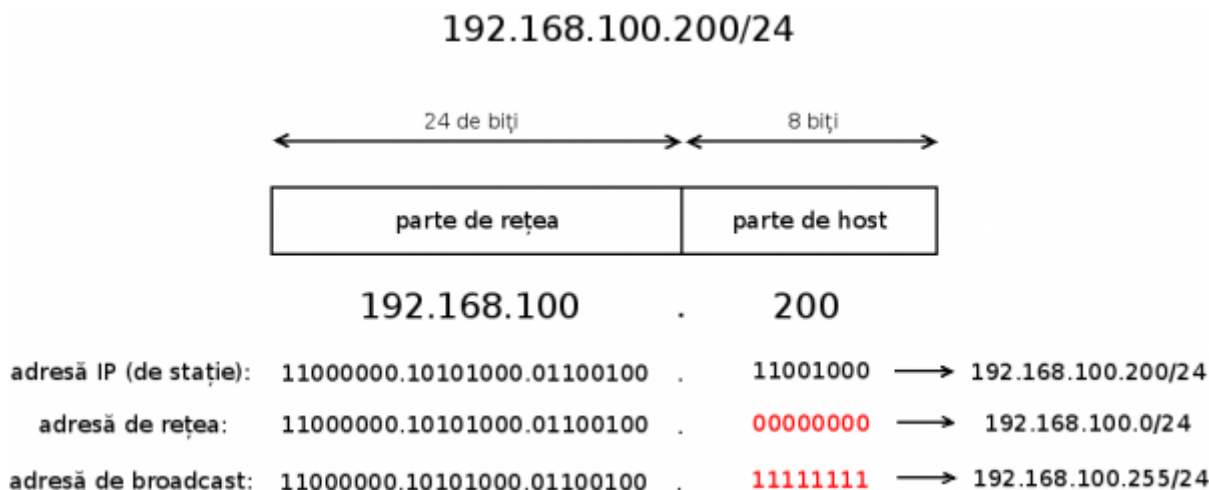 192.168.100.200/24
24 de biți 8 biți
parte de rețea parte de host
192.168.100 . 200
adresă IP (de stație): 11000000.10101000.01100100 . 11001000 192.168.100.200/24
adresă de rețea: 11000000.10101000.01100100 . 00000000 192.168.100.0/24
adresă de broadcast: 11000000.10101000.01100100 . 11111111 192.168.100.255/24